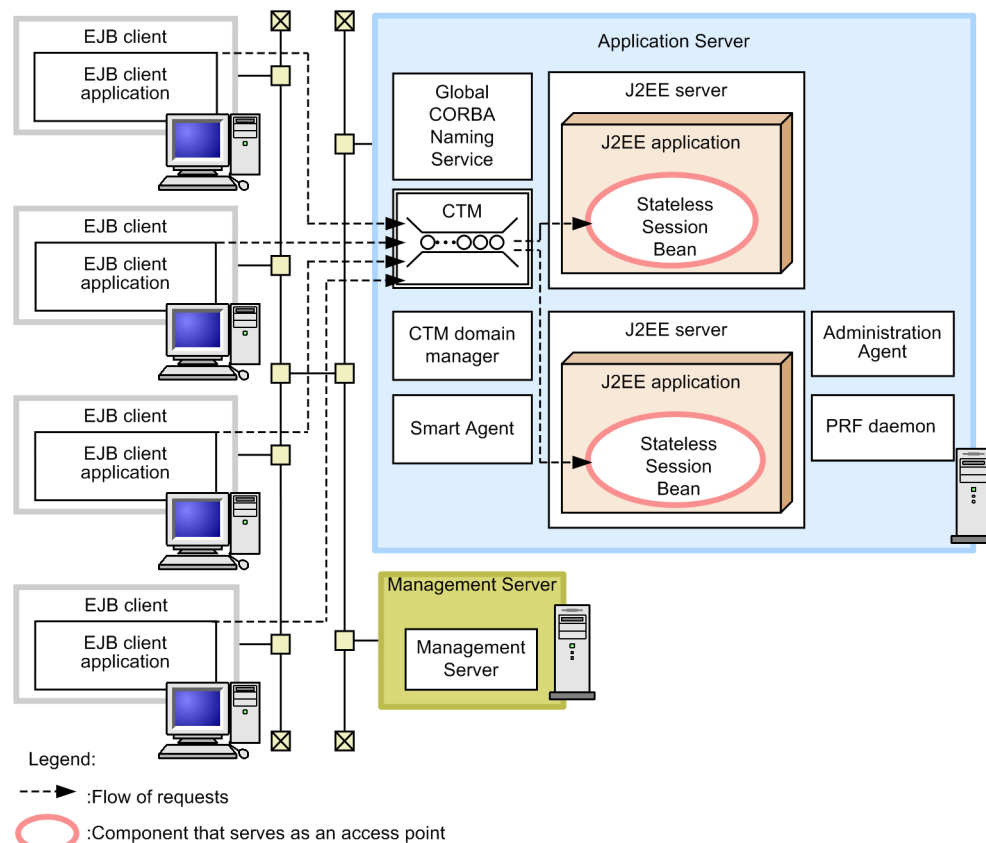 EJB client
EJB client
application
EJB client
EJB client
application
EJB client
EJB client
application
EJB client
EJB client
application
Application Server
Global
CORBA
Naming
Service
CTM
CTM domain
manager
Smart Agent
J2EE server
J2EE application
Stateless
Session
Bean
J2EE server
J2EE application
Stateless
Session
Bean
Administration
Agent
PRF daemon
Management Server
Management
Server
Legend:
:Flow of requests
:Component that serves as an access point